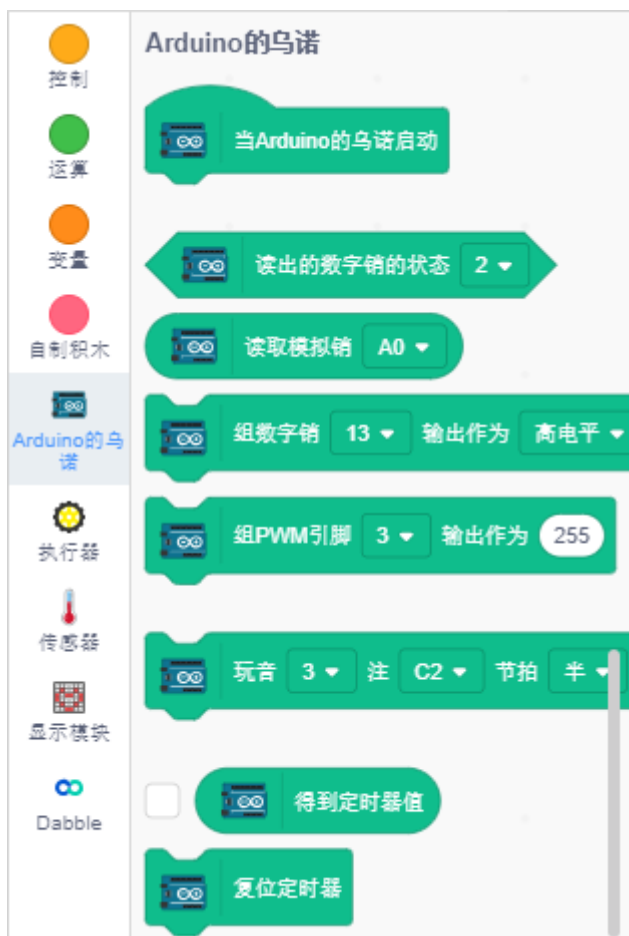 控制
运算
变量
自制积木
Arduino的乌
诺
执行器
传感器
显示模块
Dabble
Arduino的乌诺
当Arduino的乌诺启动
读出的数字销的状态 2
读取模拟销 A0
组数字销 13 输出作为 高电平
组PWM引脚 3 输出作为 255
玩音 3 注 C2 节拍 半
得到定时器值
复位定时器